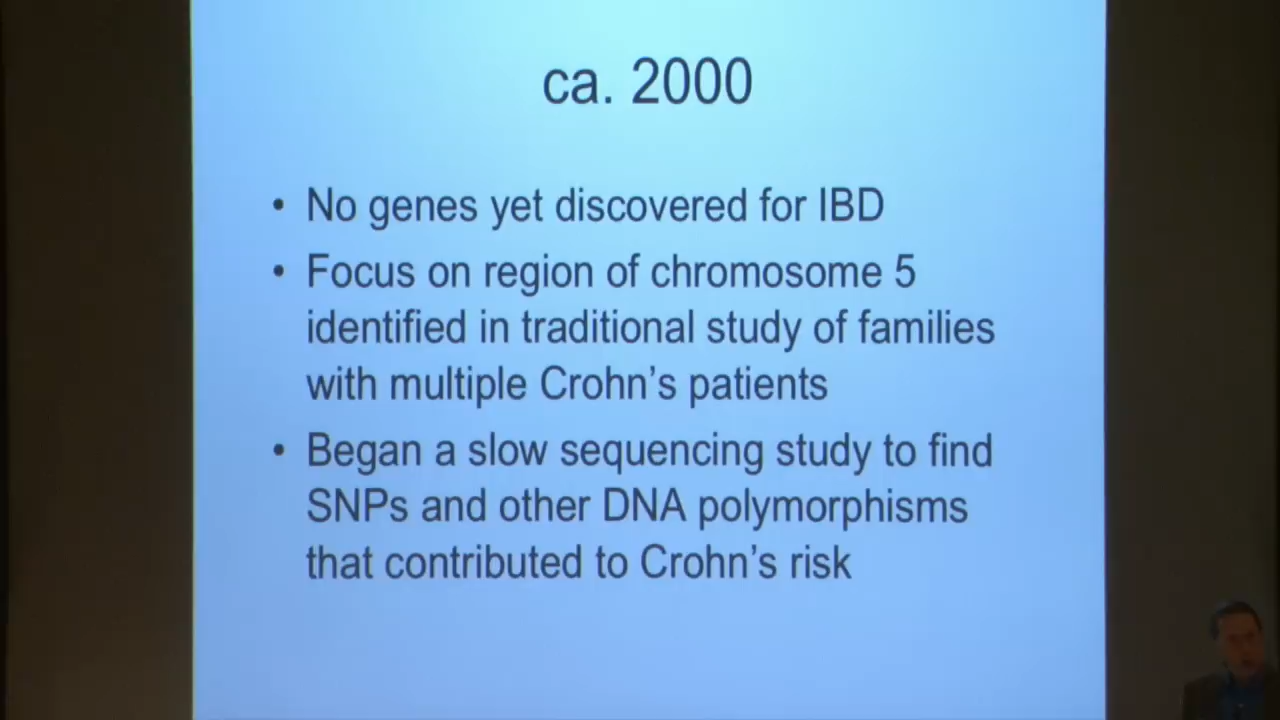 ca. 2000
• No genes yet discovered for IBD
• Focus on region of chromosome 5
identified in traditional study of families
with multiple Crohn’s patients
• Began a slow sequencing study to find
SNPs and other DNA polymorphisms
that contributed to Crohn’s risk